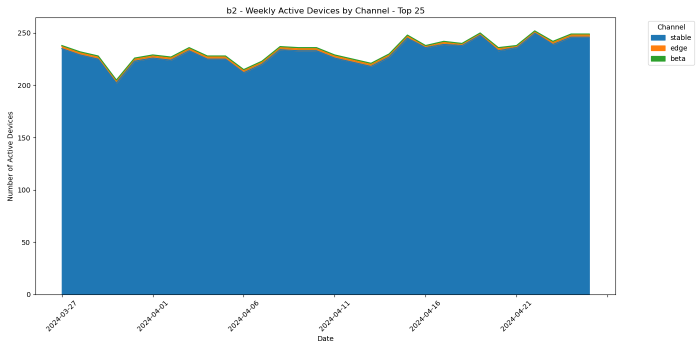 b2 - Weekly Active Devices by Channel - Top 25
Channel
stable
edge
beta
Number of Active Devices
250
200
150
100
50
0
2024-03-27
2024-04-01
2024-04-06
2024-04-11
2024-04-16
2024-04-21
Date